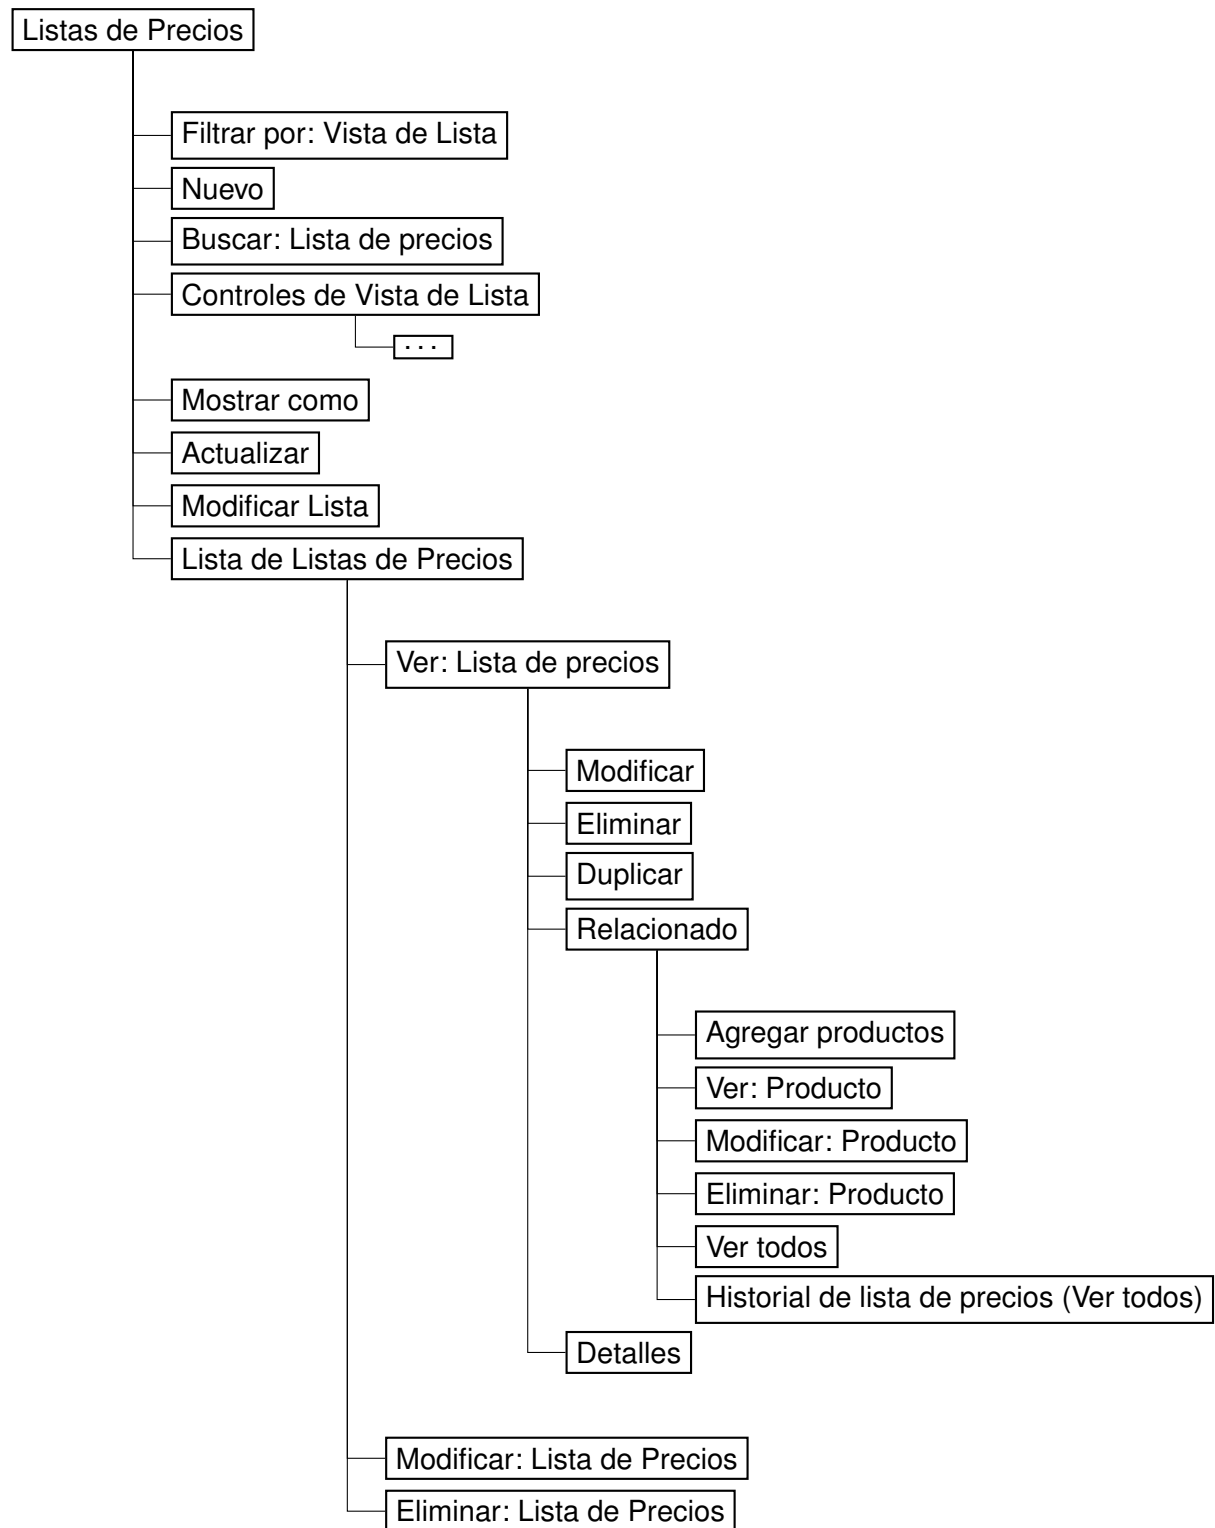 Listas de Precios
Filtrar por: Vista de Lista
Nuevo
Buscar: Lista de precios
Controles de Vista de Lista
...
Mostrar como
Actualizar
Modificar Lista
Lista de Listas de Precios
Ver: Lista de precios
Modificar
Eliminar
Duplicar
Relacionado
Agregar productos
Ver: Producto
Modificar: Producto
Eliminar: Producto
Ver todos
Historial de lista de precios (Ver todos)
Detalles
Modificar: Lista de Precios
Eliminar: Lista de Precios